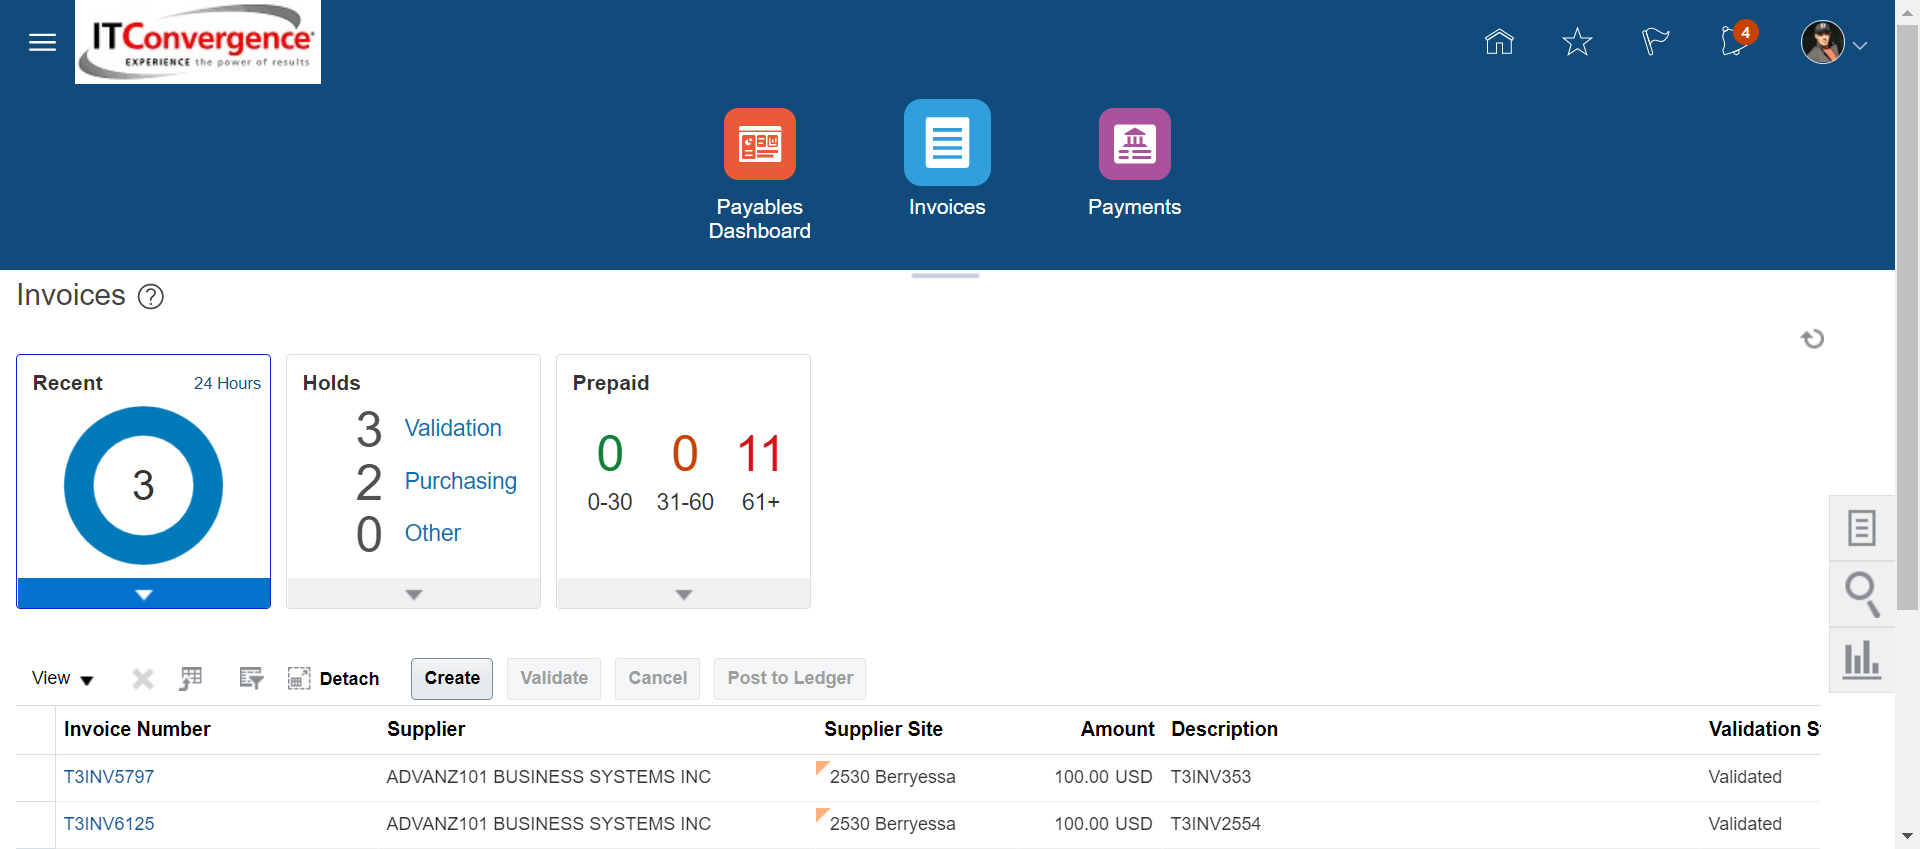 ITConvergence
EXPERIENCE the power of results
4
Payables
Dashboard
Invoices
Payments
Invoices ?
Recent 24 Hours
3
Holds
3 Validation
2 Purchasing
0 Other
Prepaid
0 0 11
0-30 31-60 61+
View Detach Create Validate Cancel Post to Ledger
Invoice Number Supplier Supplier Site Amount Description Validation
T3INV5797 ADVANZ101 BUSINESS SYSTEMS INC 2530 Berryessa 100.00 USD T3INV353 Validated
T3INV6125 ADVANZ101 BUSINESS SYSTEMS INC 2530 Berryessa 100.00 USD T3INV2554 Validated